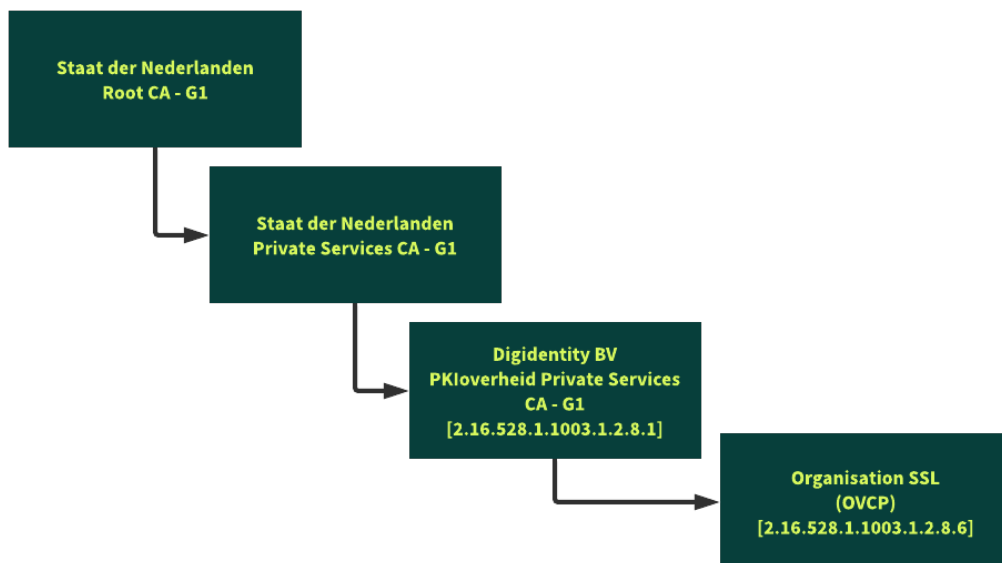 Staat der Nederlanden
Root CA - G1
Staat der Nederlanden
Private Services CA - G1
Digidentity BV
PKIoverheid Private Services
CA - G1
[2.16.528.1.1003.1.2.8.1]
Organisation SSL
(OVCP)
[2.16.528.1.1003.1.2.8.6]